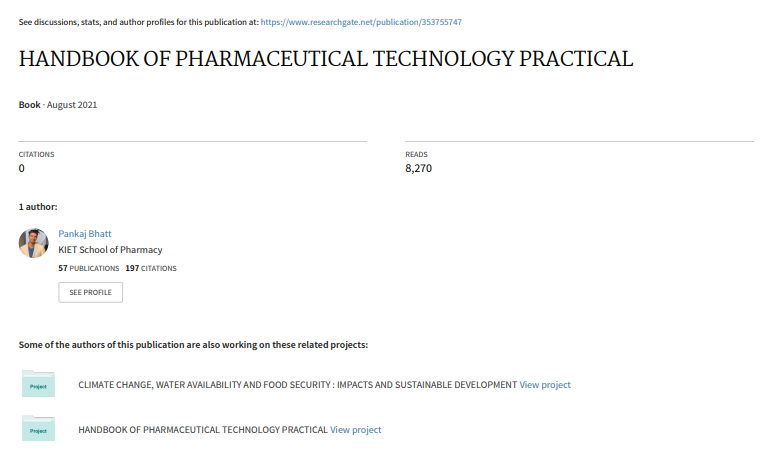 See discussions, stats, and author profiles for this publication at: https://www.researchgate.net/publication/353755747
HANDBOOK OF PHARMACEUTICAL TECHNOLOGY PRACTICAL
Book · August 2021
CITATIONS
0
READS
8,270
1 author:
Pankaj Bhatt
KIET School of Pharmacy
57 PUBLICATIONS 197 CITATIONS
SEE PROFILE
Some of the authors of this publication are also working on these related projects:
Project
CLIMATE CHANGE, WATER AVAILABILITY AND FOOD SECURITY : IMPACTS AND SUSTAINABLE DEVELOPMENT View project
Project
HANDBOOK OF PHARMACEUTICAL TECHNOLOGY PRACTICAL View project